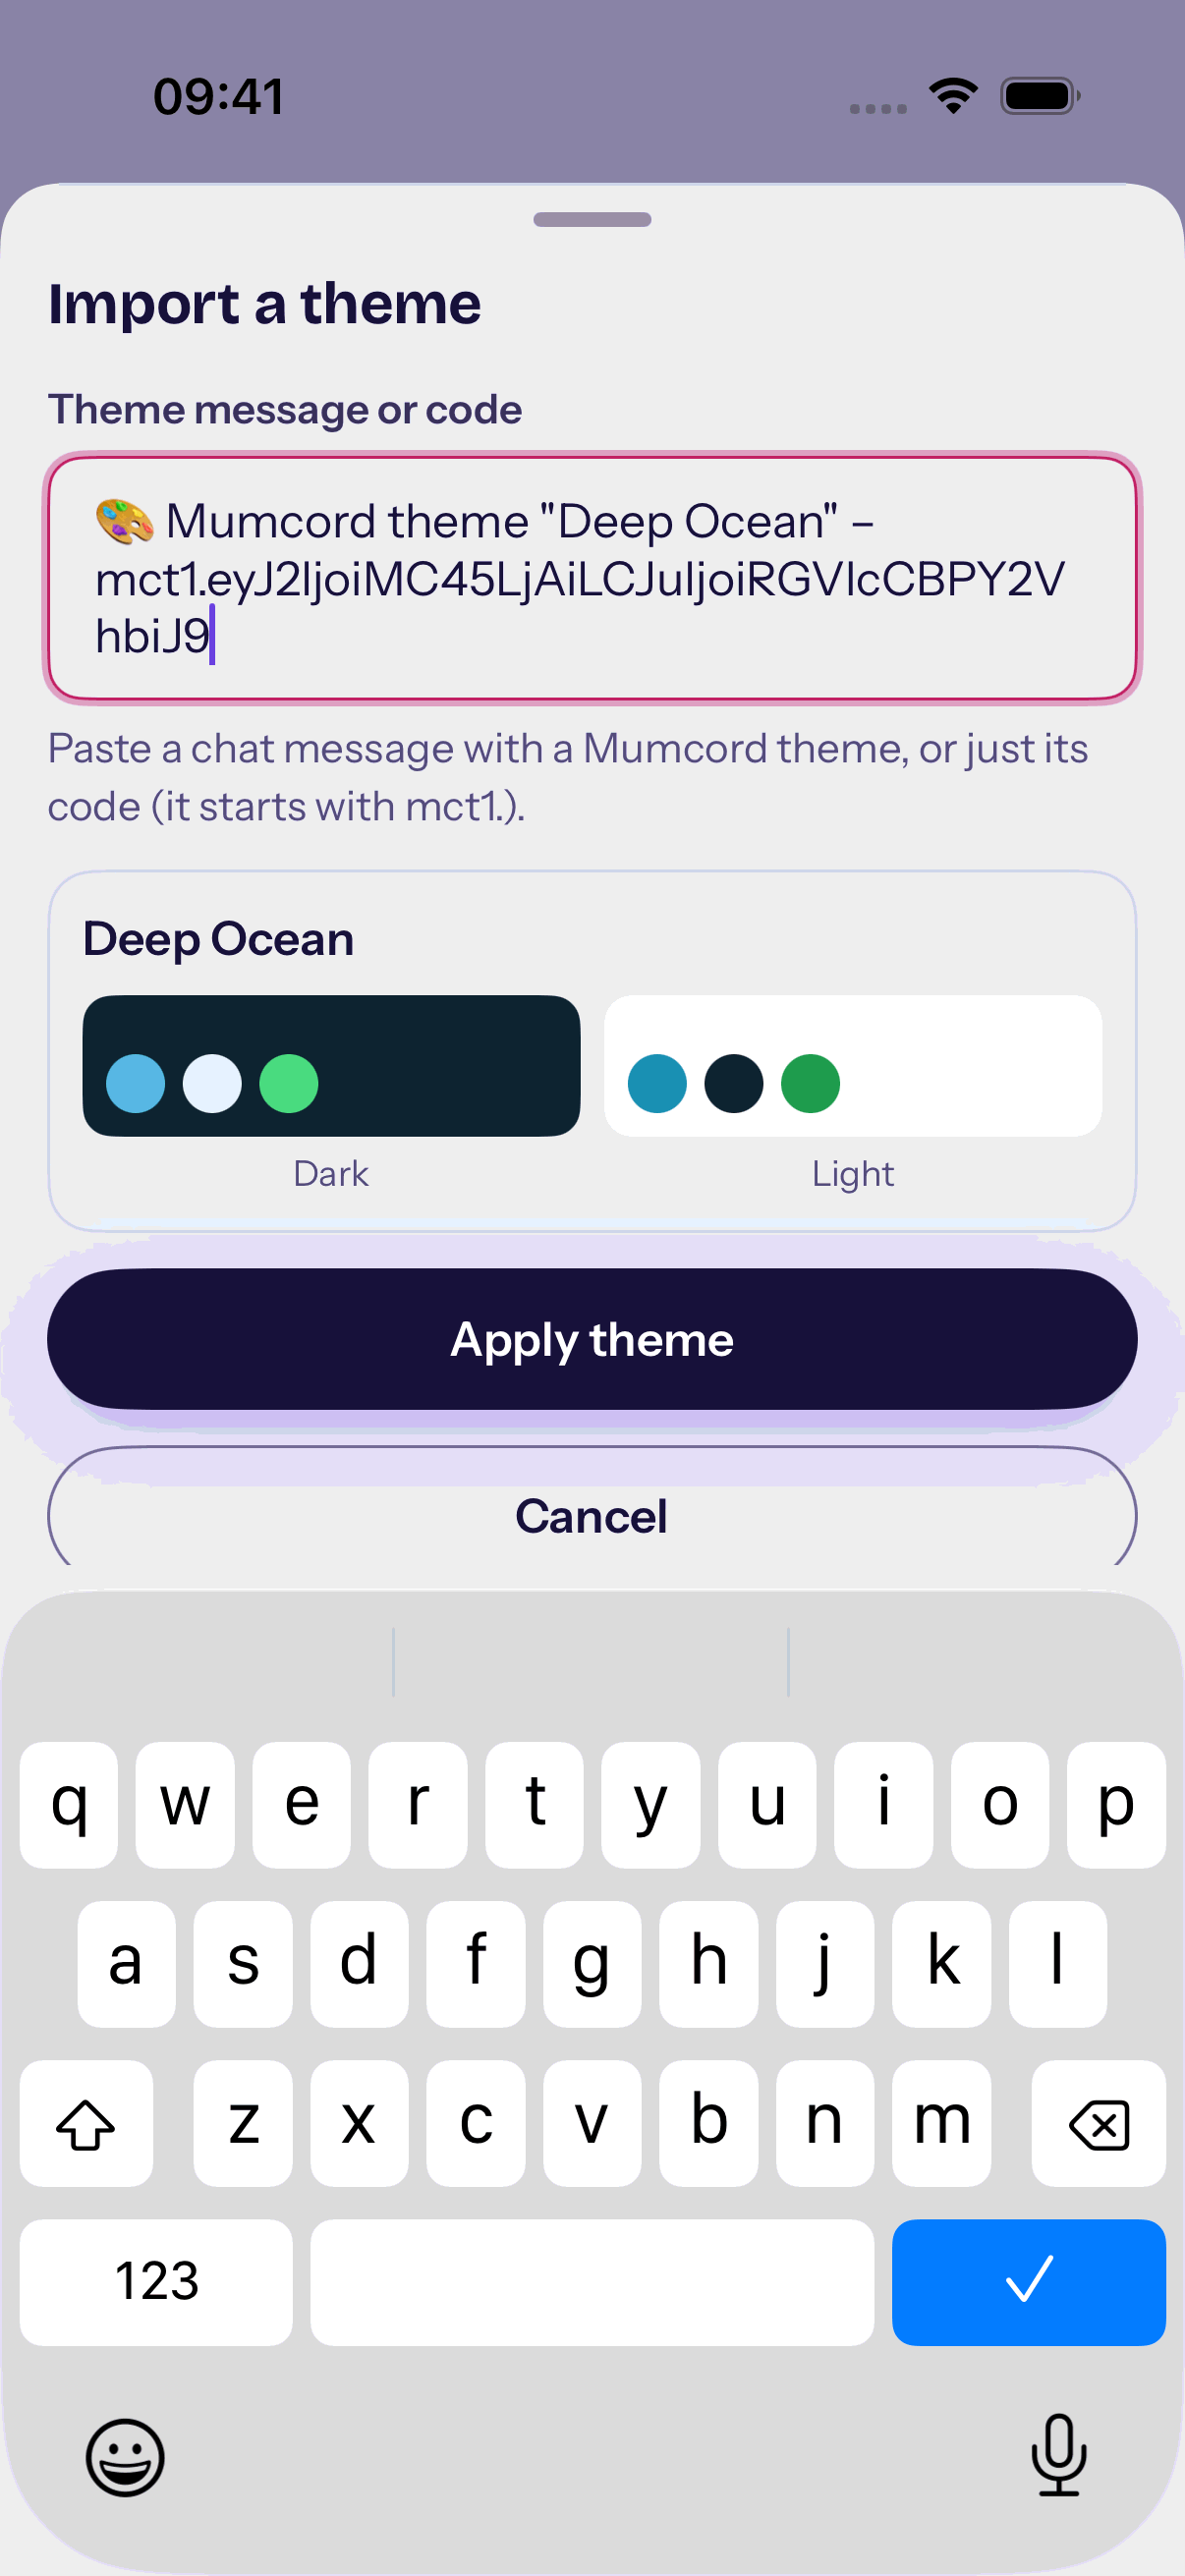 09:41
Import a theme
Theme message or code
🎨 Mumcord theme "Deep Ocean" –
mct1.eyJ2IjoiMC45LjAiLCJuIjoiRGVlcCBPY2V
hbiJ9
Paste a chat message with a Mumcord theme, or just its
code (it starts with mct1.).
Deep Ocean
Dark
Light
Apply theme
Cancel
q w e r t y u i o p
a s d f g h j k l
z x c v b n m
123